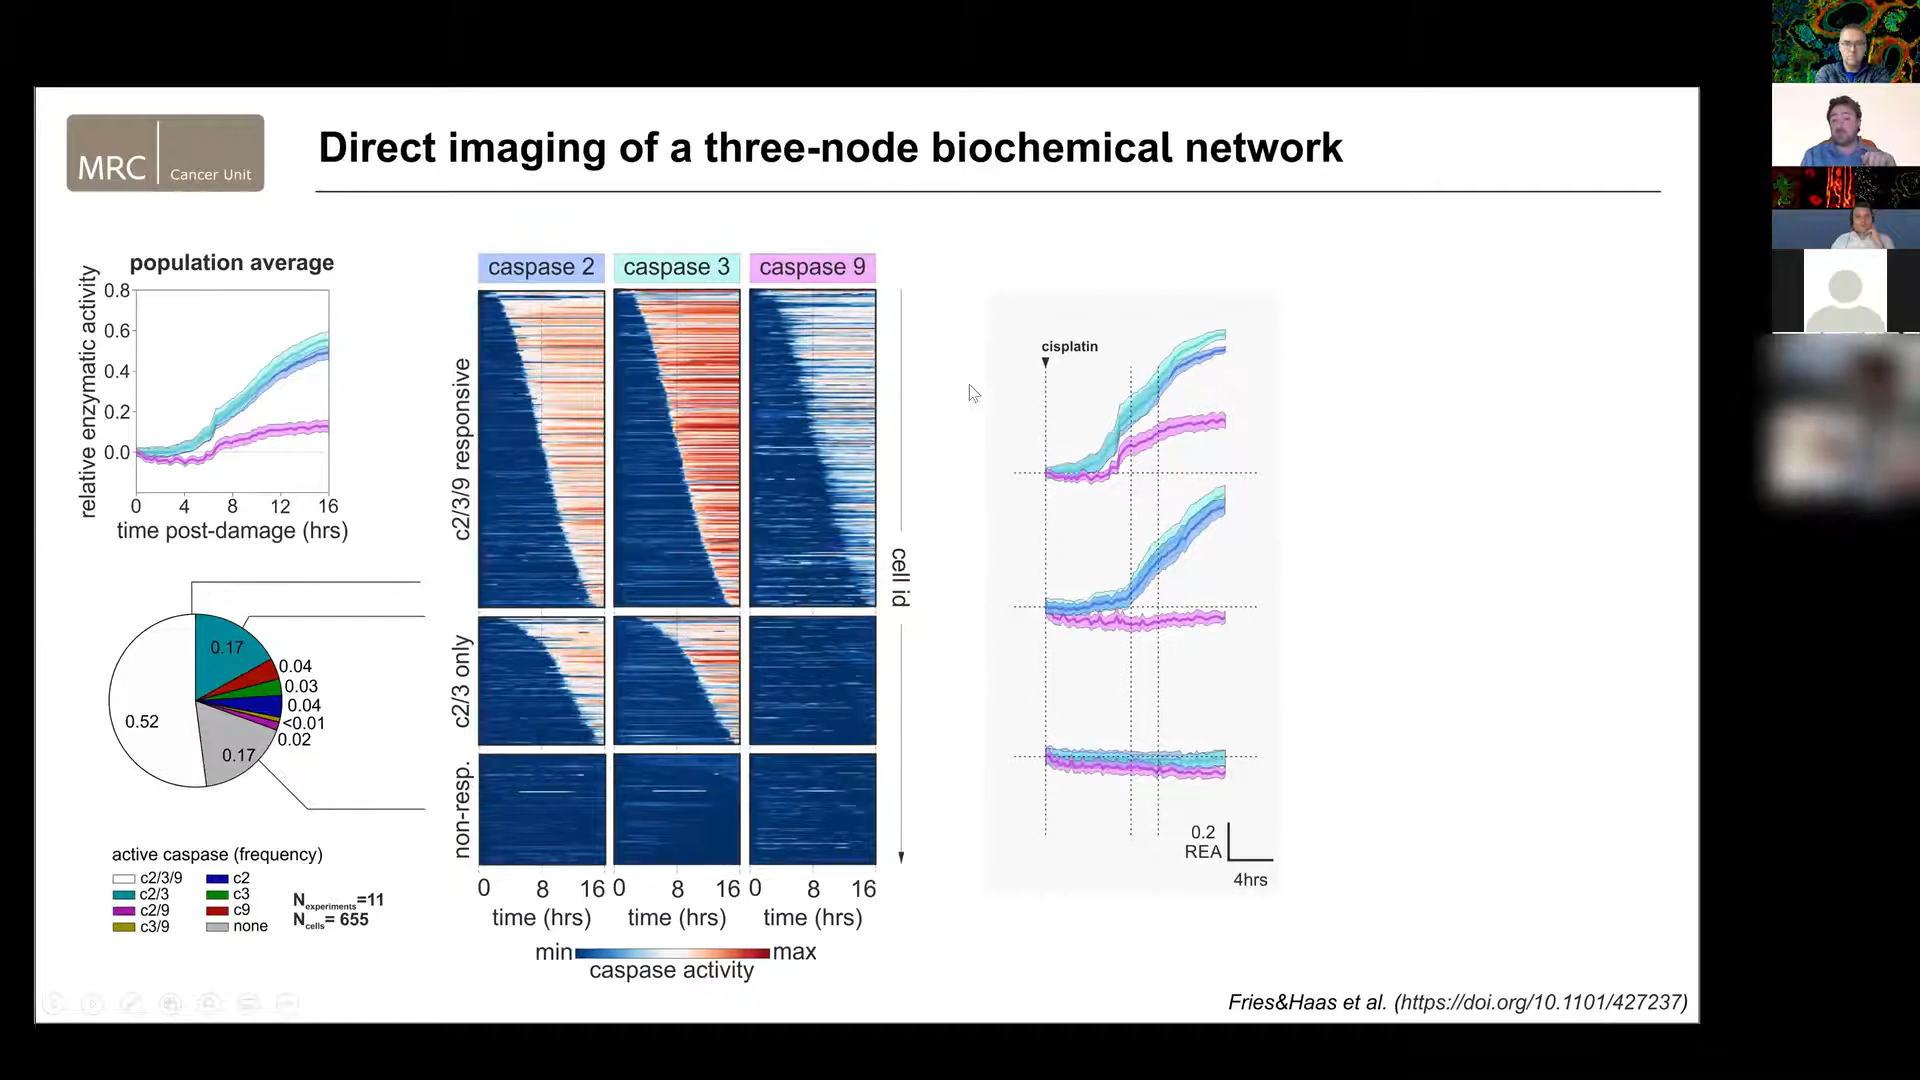 MRC
Cancer Unit
Direct imaging of a three-node biochemical network
population average
relative enzymatic activity
0.8
0.6
0.4
0.2
0.0
0 4 8 12 16
time post-damage (hrs)
0.17
0.04
0.03
0.04
<0.01
0.02
0.17
0.52
active caspase (frequency)
c2/3/9
c2/3
c2/9
c3/9
c2
c3
c9
none
Nexperiments=11
Ncells= 655
caspase 2 caspase 3 caspase 9
c2/3/9 responsive
c2/3 only
non-resp.
cell id
0 8 16 0 8 16 0 8 16
time (hrs) time (hrs) time (hrs)
min max
caspase activity
cisplatin
0.2
REA
4hrs
Fries&Haas et al. (https://doi.org/10.1101/427237)